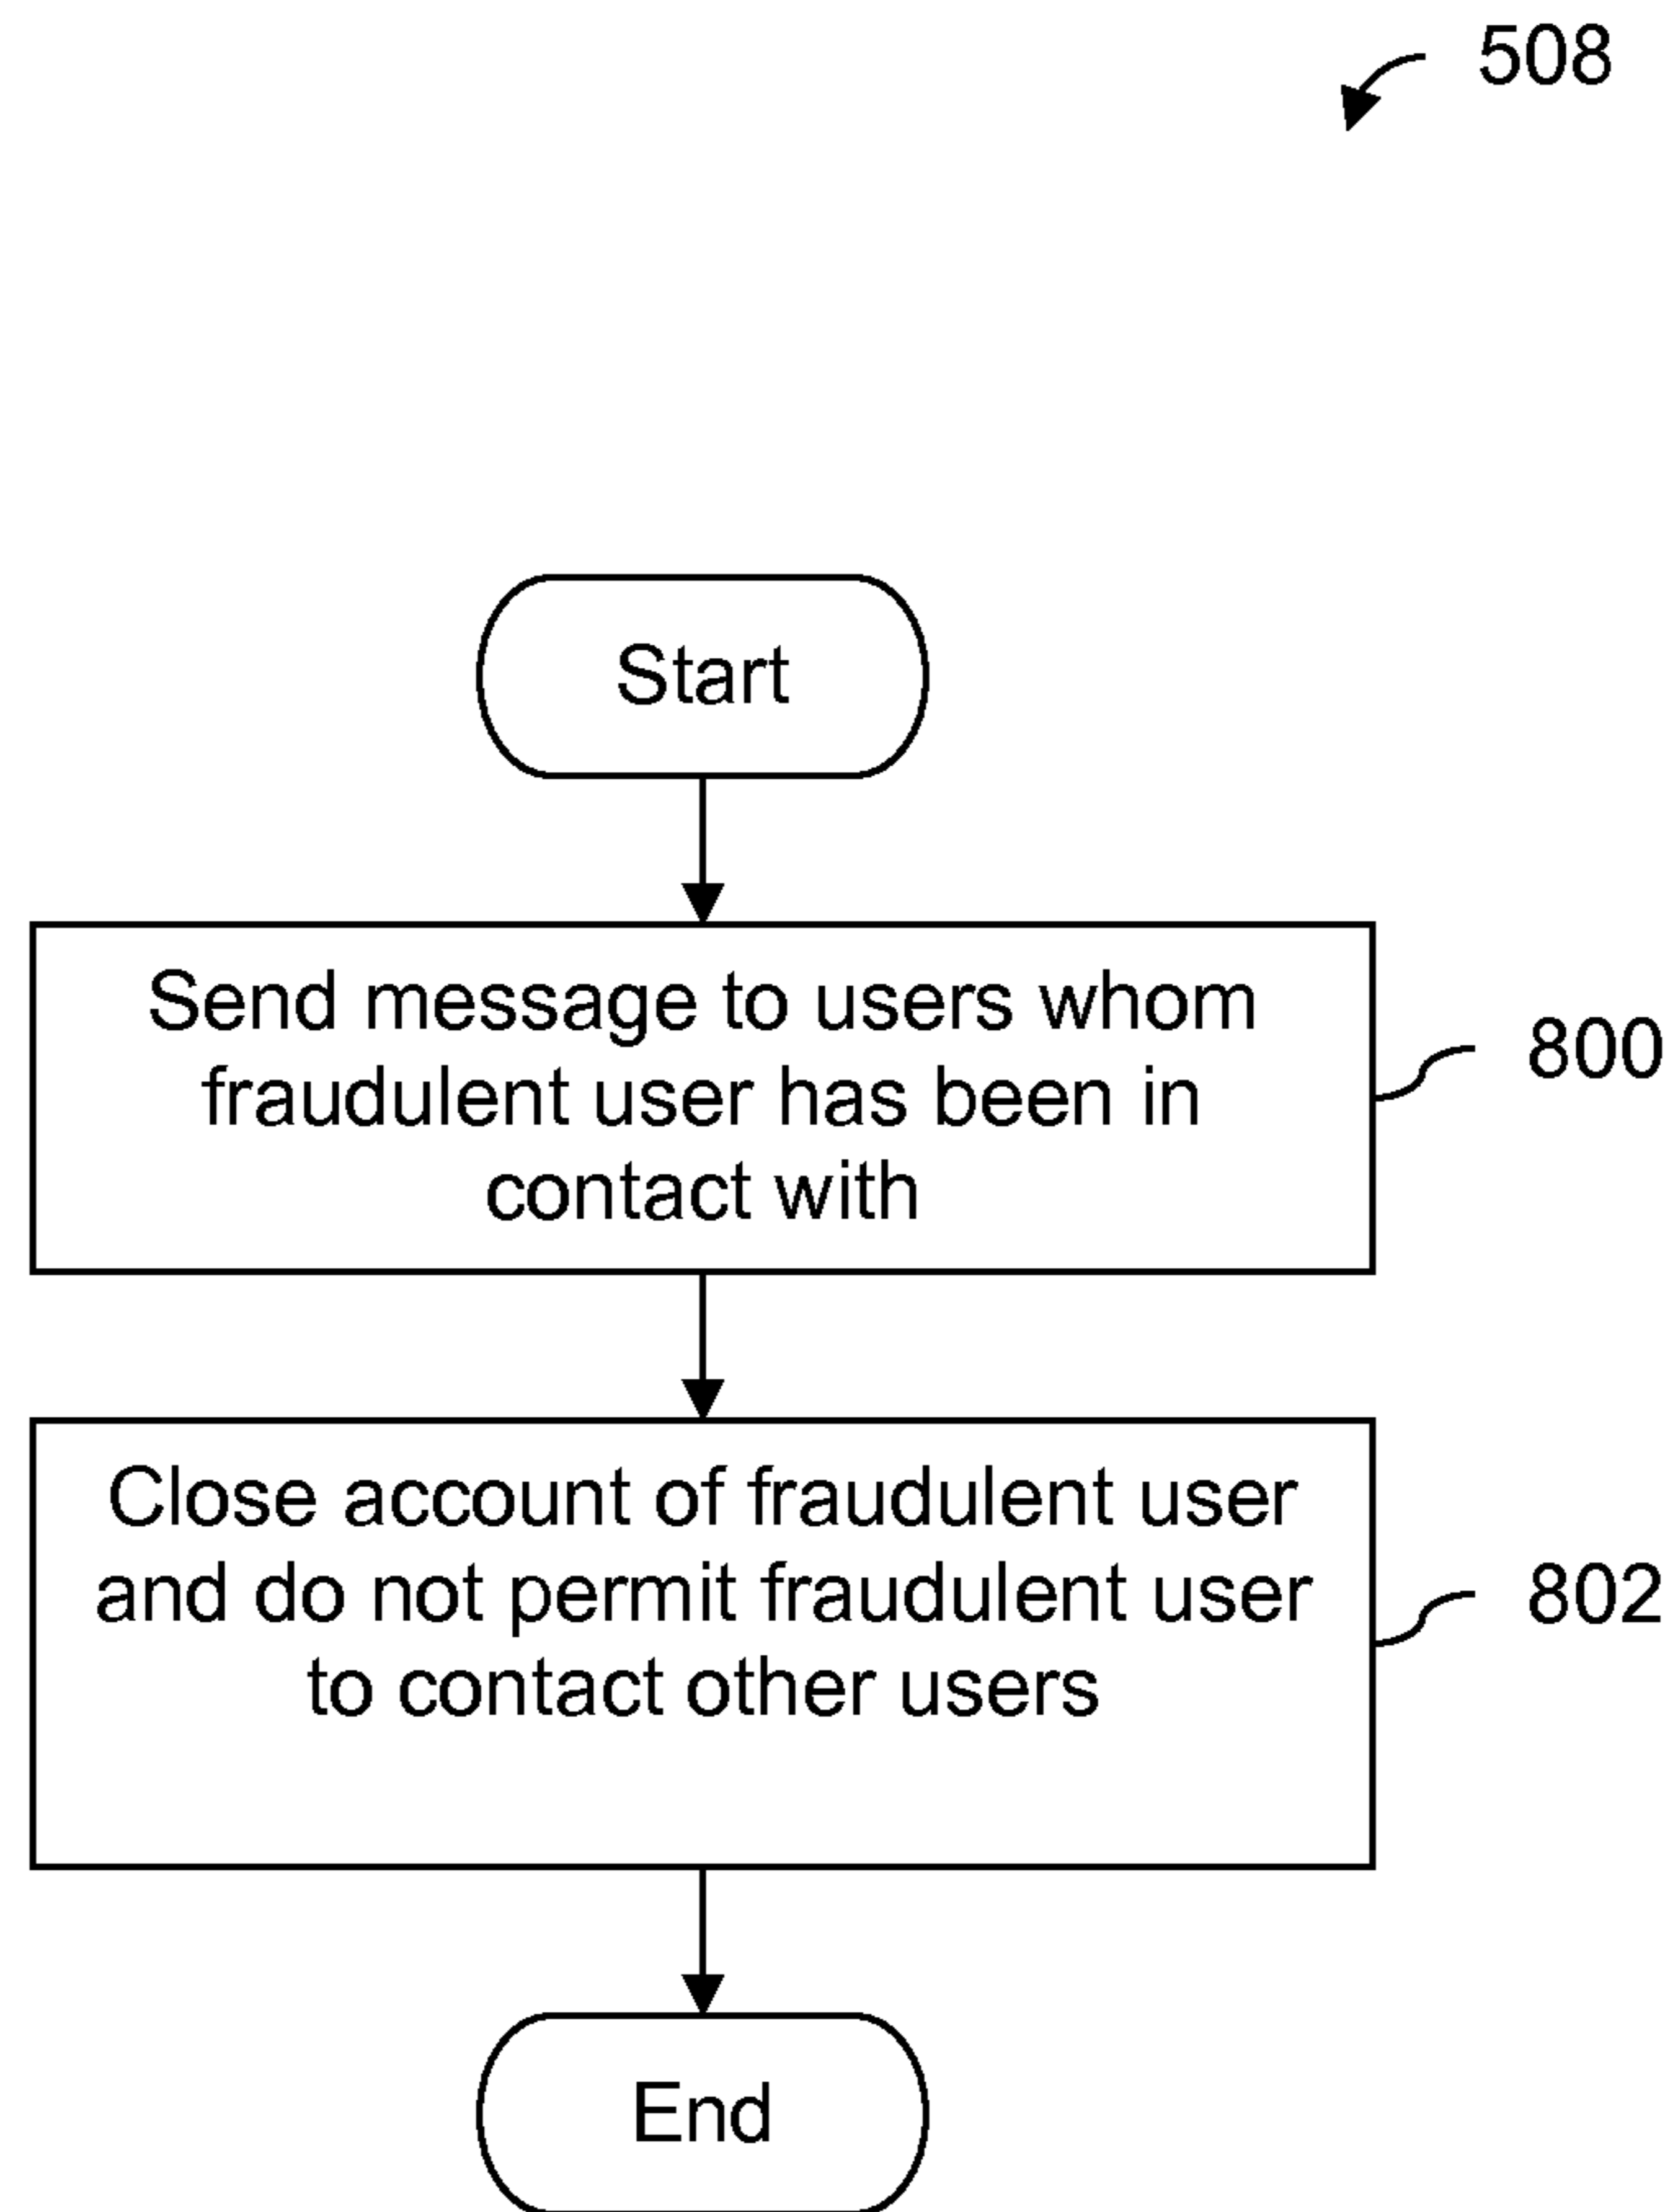 508
Start
Send message to users whom
fraudulent user has been in
contact with
800
Close account of fraudulent user
and do not permit fraudulent user
to contact other users
802
End